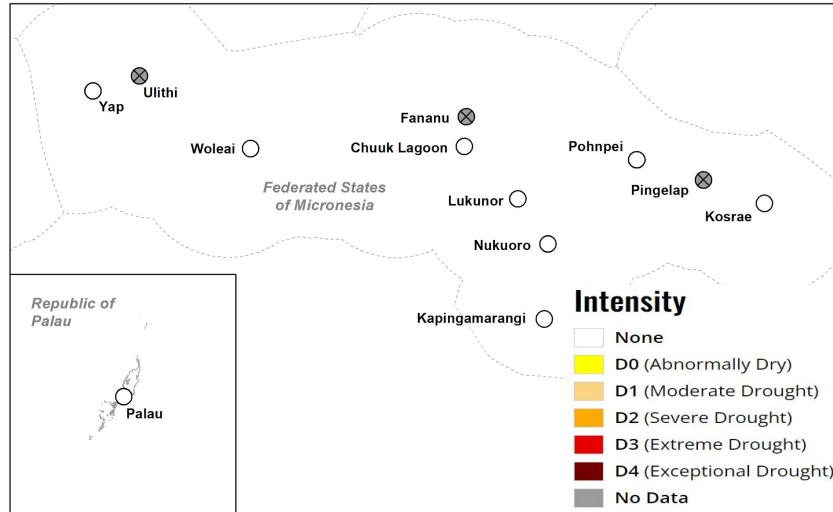 Ulithi
Yap
Fananu
Woleai
Chuuk Lagoon
Pohnpei
Pingelap
Federated States
of Micronesia
Lukunor
Kosrae
Nukuoro
Kapingamarangi
Republic of
Palau
Palau
Intensity
None
D0 (Abnormally Dry)
D1 (Moderate Drought)
D2 (Severe Drought)
D3 (Extreme Drought)
D4 (Exceptional Drought)
No Data